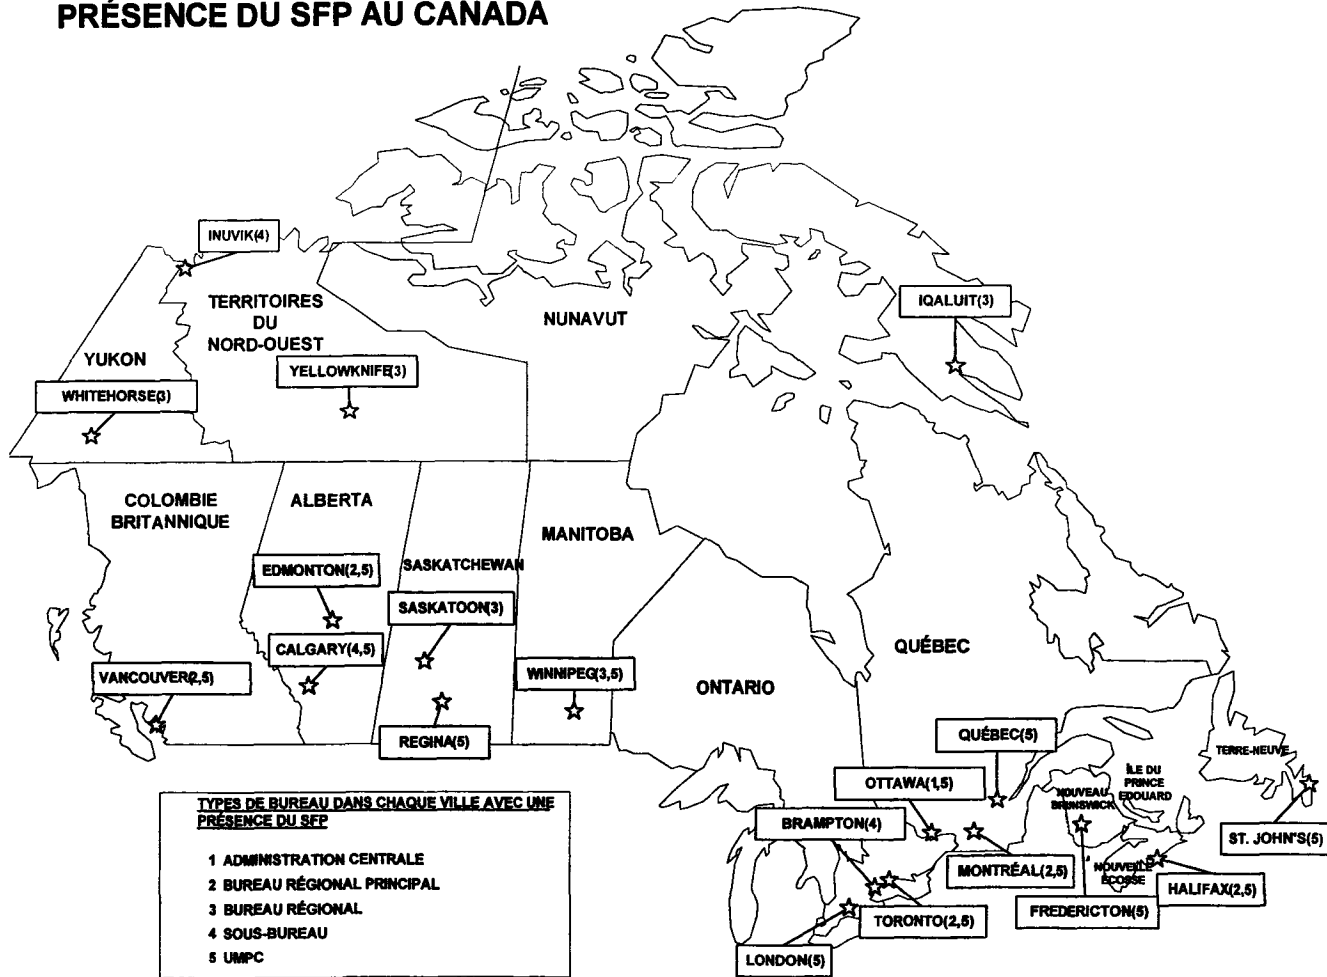 PRÉSENCE DU SFP AU CANADA
INUVIK(4)
TERRITOIRES
DU
NORD-OUEST
NUNAVUT
IQALUIT(3)
YUKON
YELLOWKNIFE(3)
WHITEHORSE(3)
COLOMBIE
BRITANNIQUE
ALBERTA
MANITOBA
EDMONTON(2,5)
SASKATCHEWAN
SASKATOON(3)
CALGARY(4,5)
QUÉBEC
VANCOUVER(2,5)
WINNIPEG(3,5)
ONTARIO
REGINA(5)
QUÉBEC(5)
TERRE-NEUVE
OTTAWA(1,5)
ÎLE DU
PRINCE
EDOUARD
NOUVEAU
BRINSWICK
BRAMPTON(4)
ST. JOHN'S(5)
MONTRÉAL(2,5)
NOUVELLE
ÉCOSSE
HALIFAX(2,5)
TORONTO(2,5)
FREDERICTON(5)
LONDON(5)
TYPES DE BUREAU DANS CHAQUE VILLE AVEC UNE
PRÉSENCE DU SFP
1 ADMINISTRATION CENTRALE
2 BUREAU RÉGIONAL PRINCIPAL
3 BUREAU RÉGIONAL
4 SOUS-BUREAU
5 UMPC